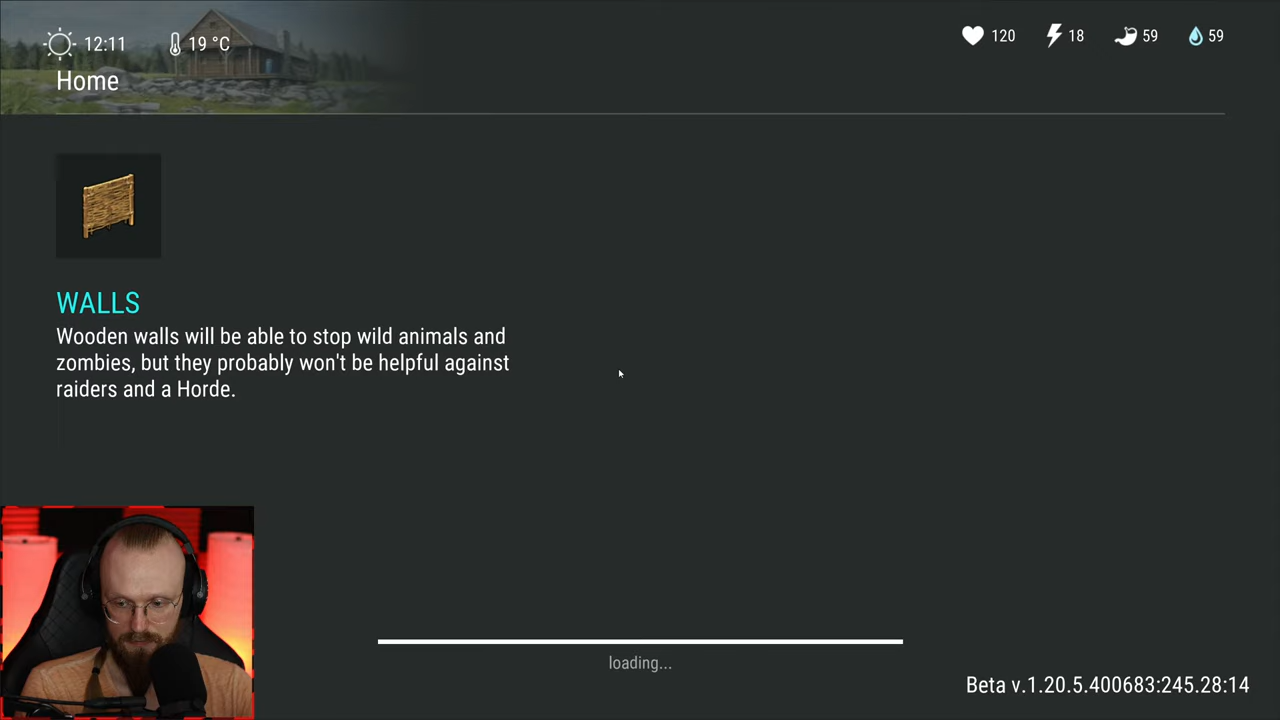 12:11 19 °C 120 18 59 59
Home
WALLS
Wooden walls will be able to stop wild animals and
zombies, but they probably won't be helpful against
raiders and a Horde.
loading...
Beta v.1.20.5.400683:245.28:14